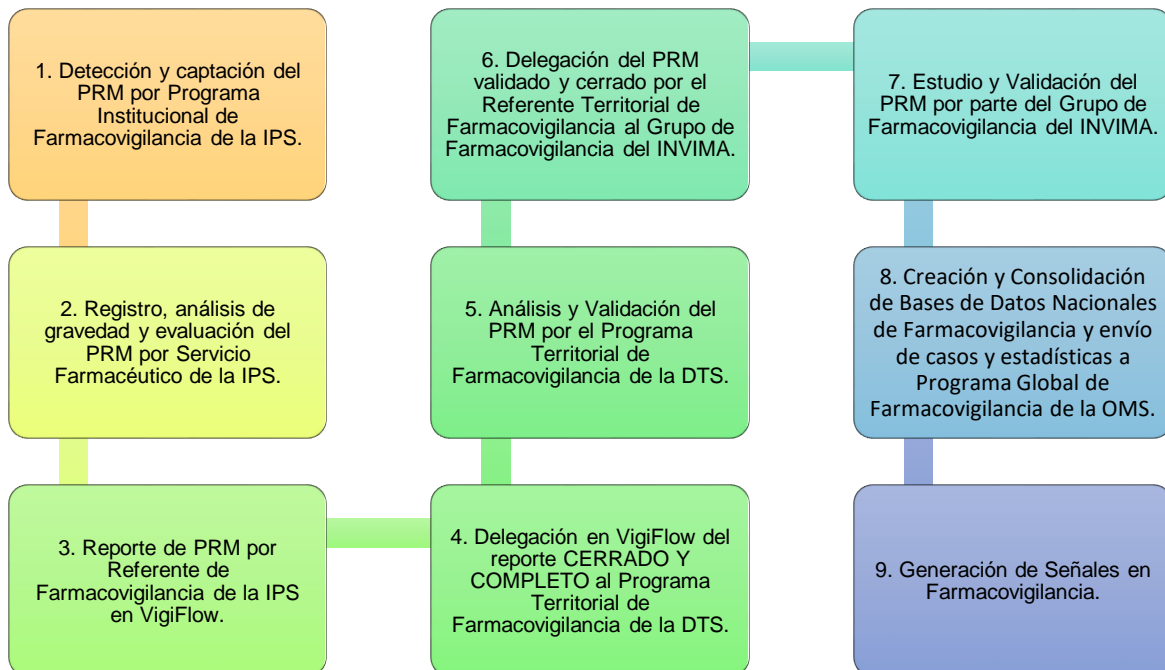 1. Detección y captación del
PRM por Programa
Institucional de
Farmacovigilancia de la IPS.
2. Registro, análisis de
gravedad y evaluación del
PRM por Servicio
Farmacéutico de la IPS.
3. Reporte de PRM por
Referente de
Farmacovigilancia de la IPS
en VigiFlow.
4. Delegación en VigiFlow del
reporte CERRADO Y
COMPLETO al Programa
Territorial de
Farmacovigilancia de la DTS.
5. Análisis y Validación del
PRM por el Programa
Territorial de
Farmacovigilancia de la DTS.
6. Delegación del PRM
validado y cerrado por el
Referente Territorial de
Farmacovigilancia al Grupo de
Farmacovigilancia del INVIMA.
7. Estudio y Validación del
PRM por parte del Grupo de
Farmacovigilancia del INVIMA.
8. Creación y Consolidación
de Bases de Datos Nacionales
de Farmacovigilancia y envío
de casos y estadísticas a
Programa Global de
Farmacovigilancia de la OMS.
9. Generación de Señales en
Farmacovigilancia.